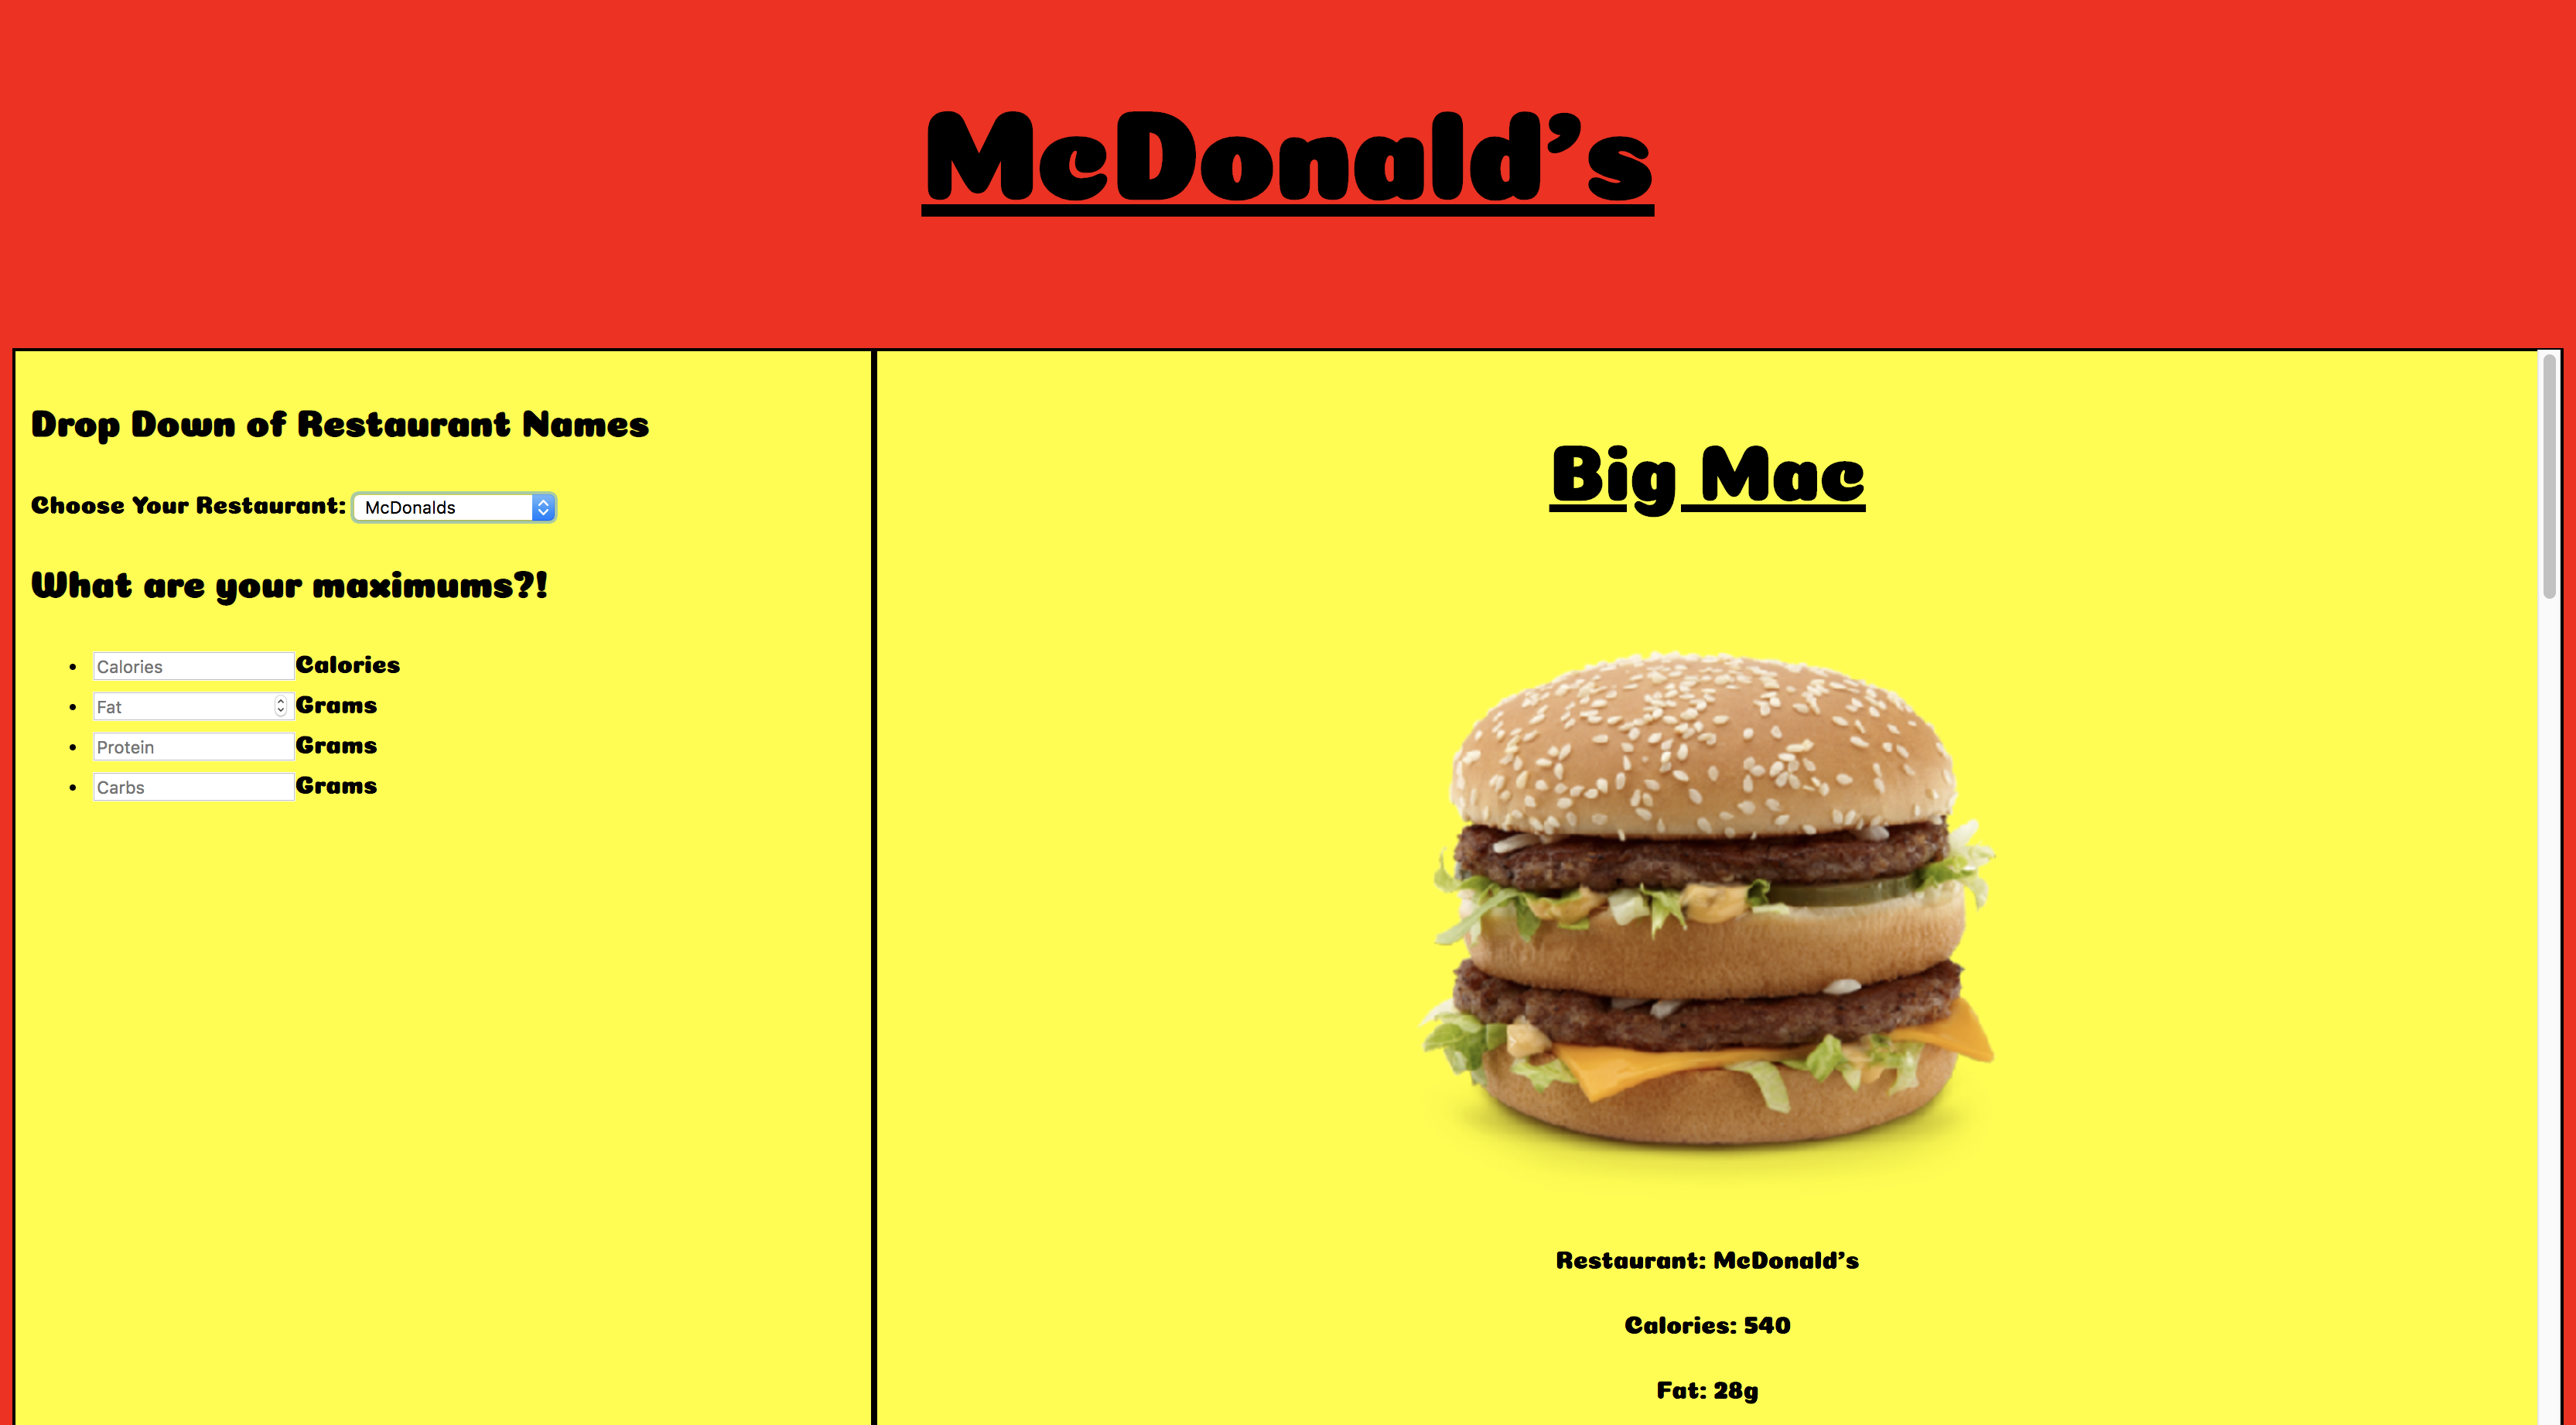 McDonald's
Drop Down of Restaurant Names
Choose Your Restaurant: McDonalds
What are your maximums?!
Calories Calories
Fat Grams
Protein Grams
Carbs Grams
Big Mac
Restaurant: McDonald's
Calories: 540
Fat: 28g